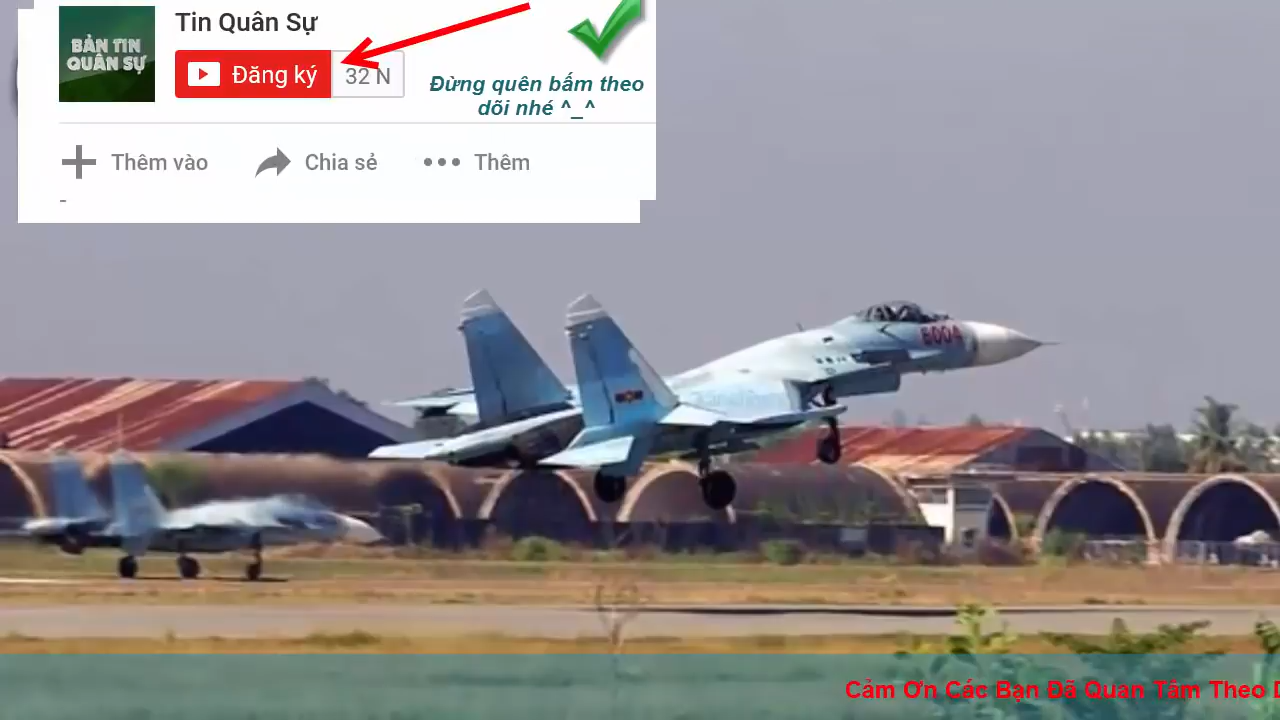 Tin Quân Sự
BẢN TIN
QUÂN SỰ
Đăng ký
32 N
Đừng quên bấm theo
dõi nhé ^_^
Thêm vào
Chia sẻ
Thêm
6004
Cảm Ơn Các Bạn Đã Quan Tâm Theo